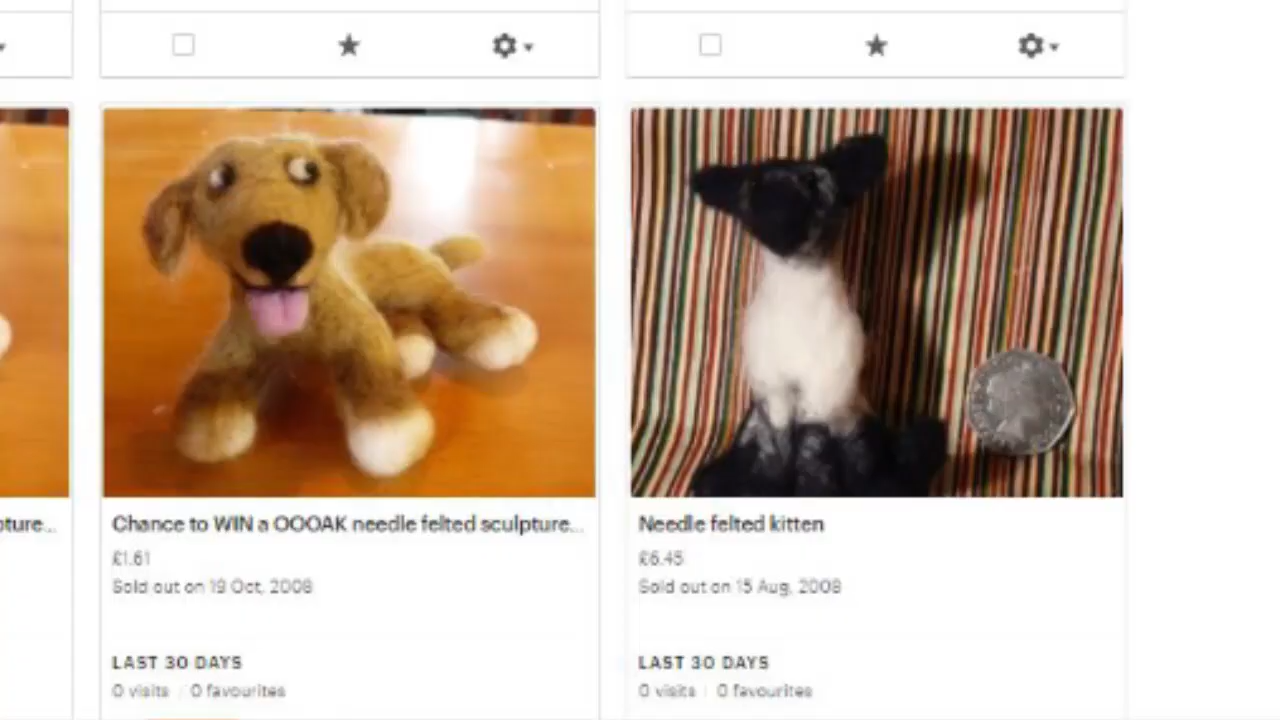 pture...
Chance to WIN a OOOAK needle felted sculpture...
£1.61
Sold out on 19 Oct, 2008
LAST 30 DAYS
0 visits | 0 favourites
Needle felted kitten
£6.45
Sold out on 15 Aug, 2008
LAST 30 DAYS
0 visits | 0 favourites